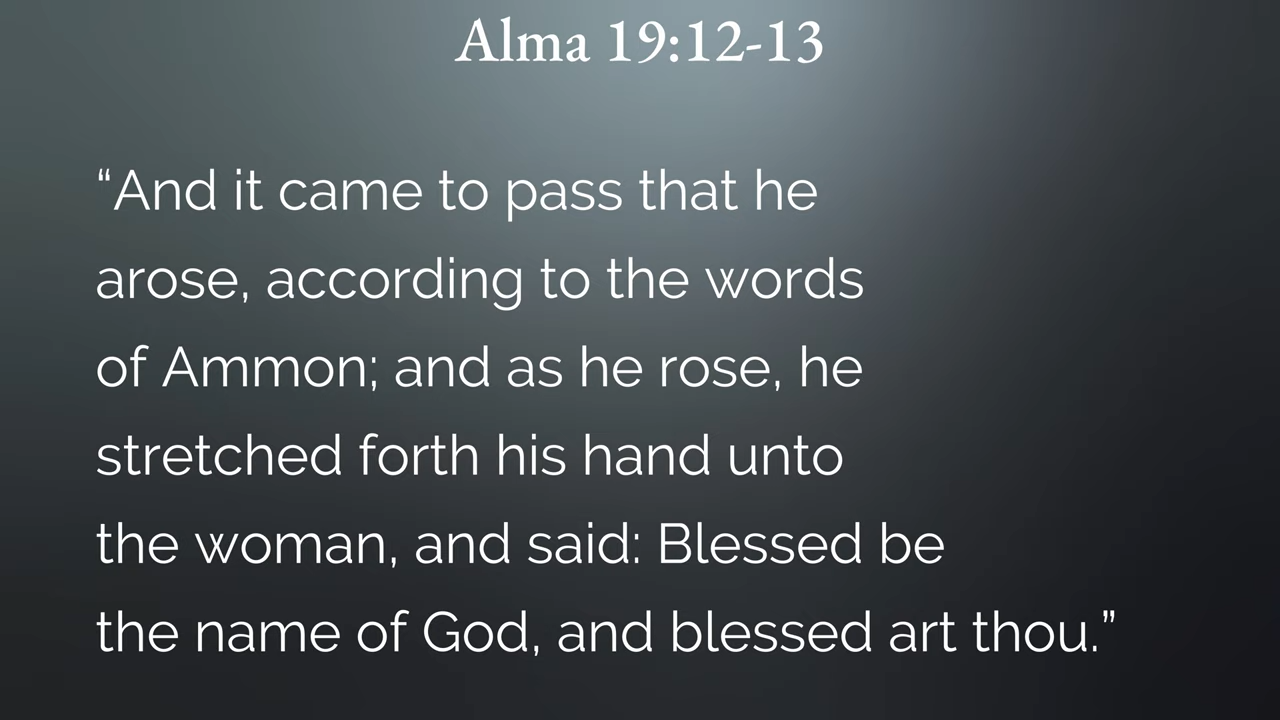 Alma 19:12-13
“And it came to pass that he
arose, according to the words
of Ammon; and as he rose, he
stretched forth his hand unto
the woman, and said: Blessed be
the name of God, and blessed art thou.”